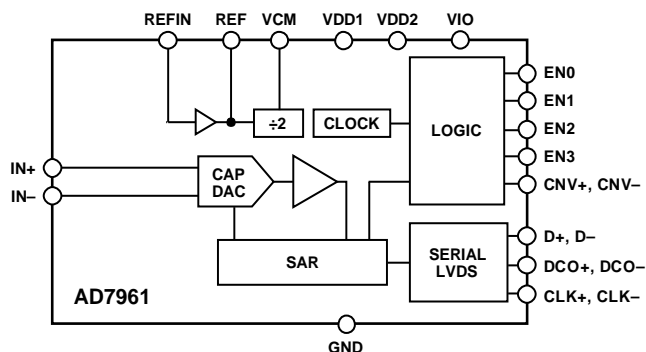 REFIN REF VCM VDD1 VDD2 VIO
EN0
EN1
÷2
CLOCK
LOGIC
EN2
EN3
IN+
CAP
DAC
CNV+, CNV–
IN–
D+, D–
SAR
SERIAL
LVDS
DCO+, DCO–
AD7961
CLK+, CLK–
GND